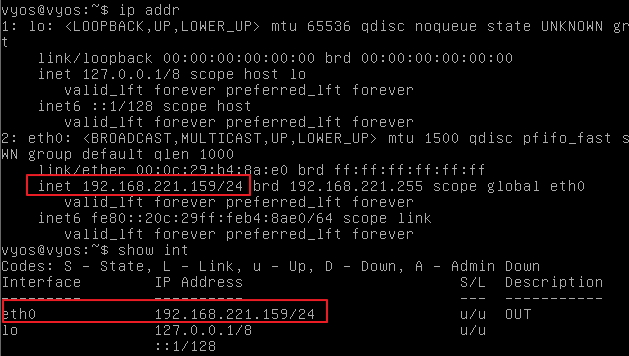 vyos@vyos:~$ ip addr
1: lo: <LOOPBACK,UP,LOWER_UP> mtu 65536 qdisc noqueue state UNKNOWN gr
t
    link/loopback 00:00:00:00:00:00 brd 00:00:00:00:00:00
    inet 127.0.0.1/8 scope host lo
       valid_lft forever preferred_lft forever
    inet6 ::1/128 scope host
       valid_lft forever preferred_lft forever
2: eth0: <BROADCAST,MULTICAST,UP,LOWER_UP> mtu 1500 qdisc pfifo_fast s
WN group default qlen 1000
    link/ether 00:0c:29:b4:8a:e0 brd ff:ff:ff:ff:ff:ff
    inet 192.168.221.159/24 brd 192.168.221.255 scope global eth0
       valid_lft forever preferred_lft forever
    inet6 fe80::20c:29ff:feb4:8ae0/64 scope link
       valid_lft forever preferred_lft forever
vyos@vyos:~$ show int
Codes: S - State, L - Link, u - Up, D - Down, A - Admin Down
Interface        IP Address                        S/L  Description
---------        ----------                        ---  -----------
eth0             192.168.221.159/24                u/u  OUT
lo               127.0.0.1/8                       u/u
                 ::1/128